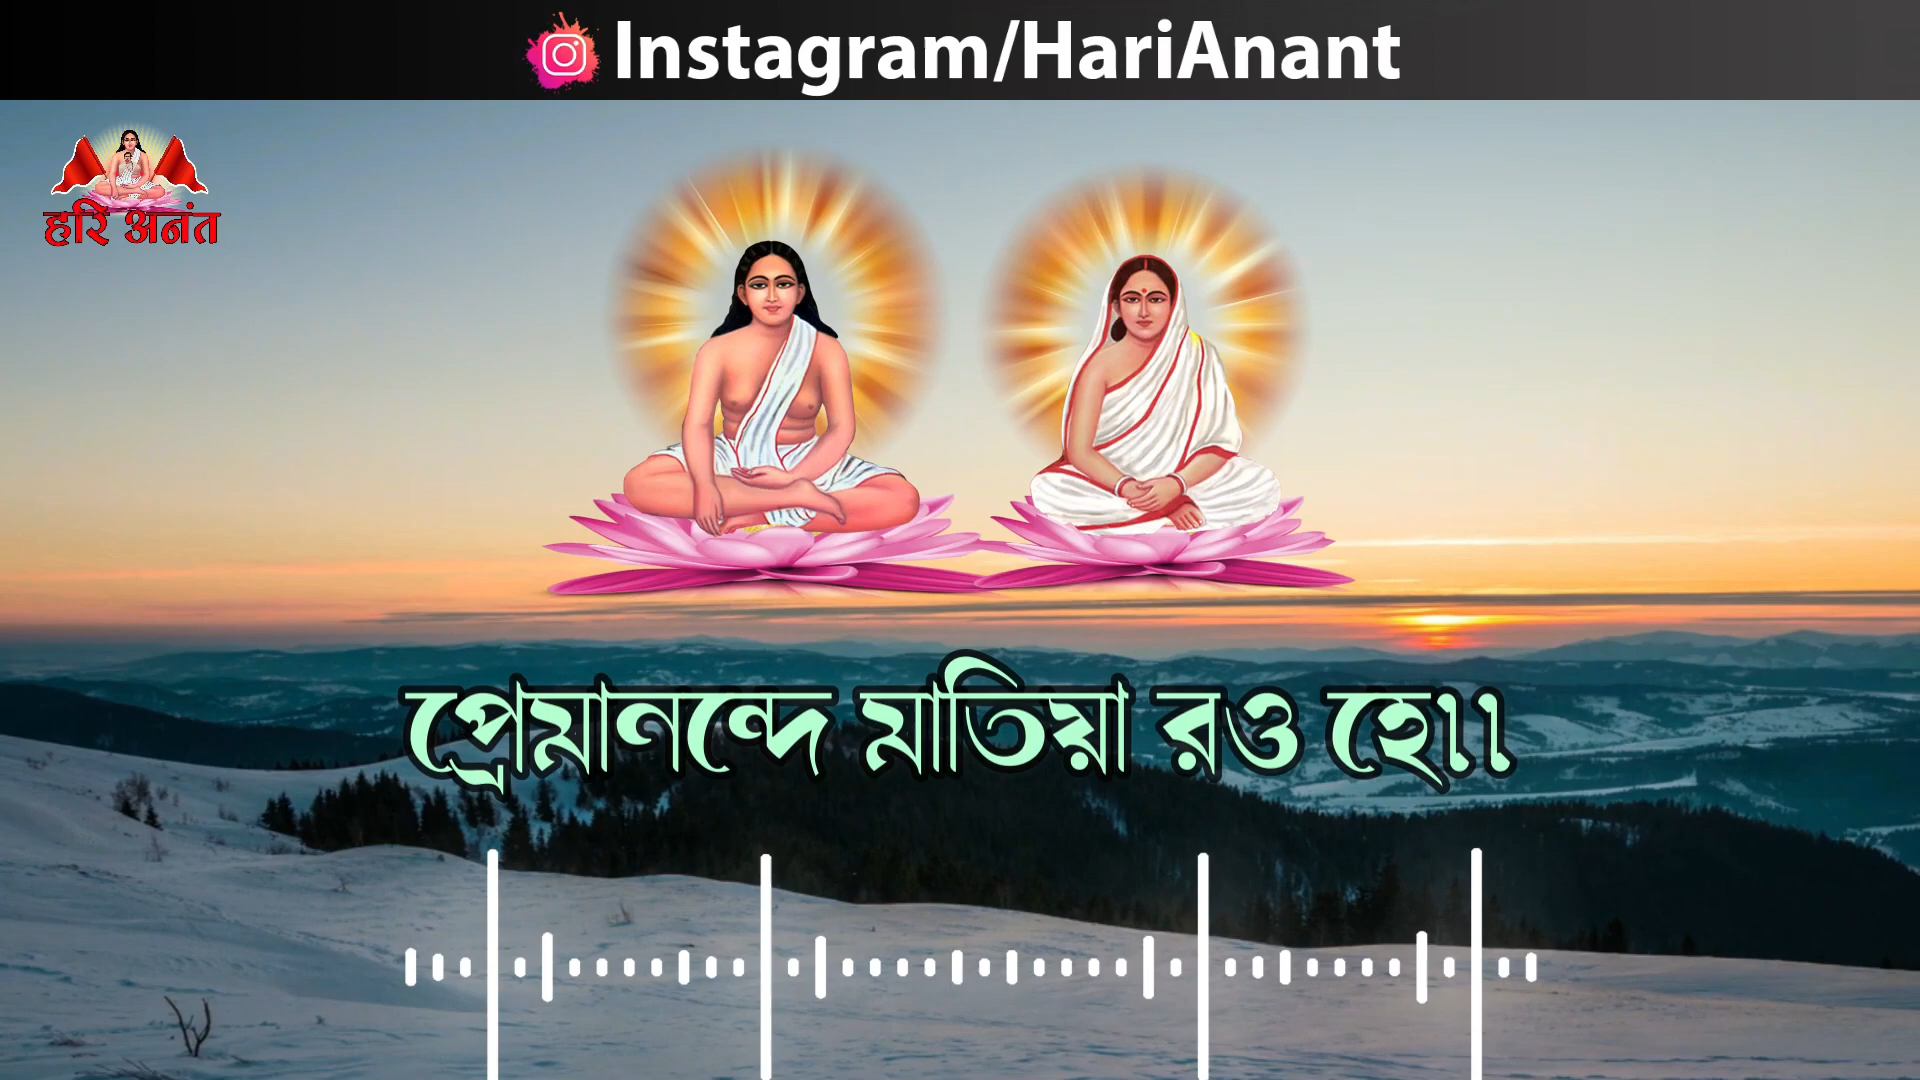 Instagram/HariAnant
हरि अनंत
প্রেমানন্দে মাতিয়া রও হে৷৷